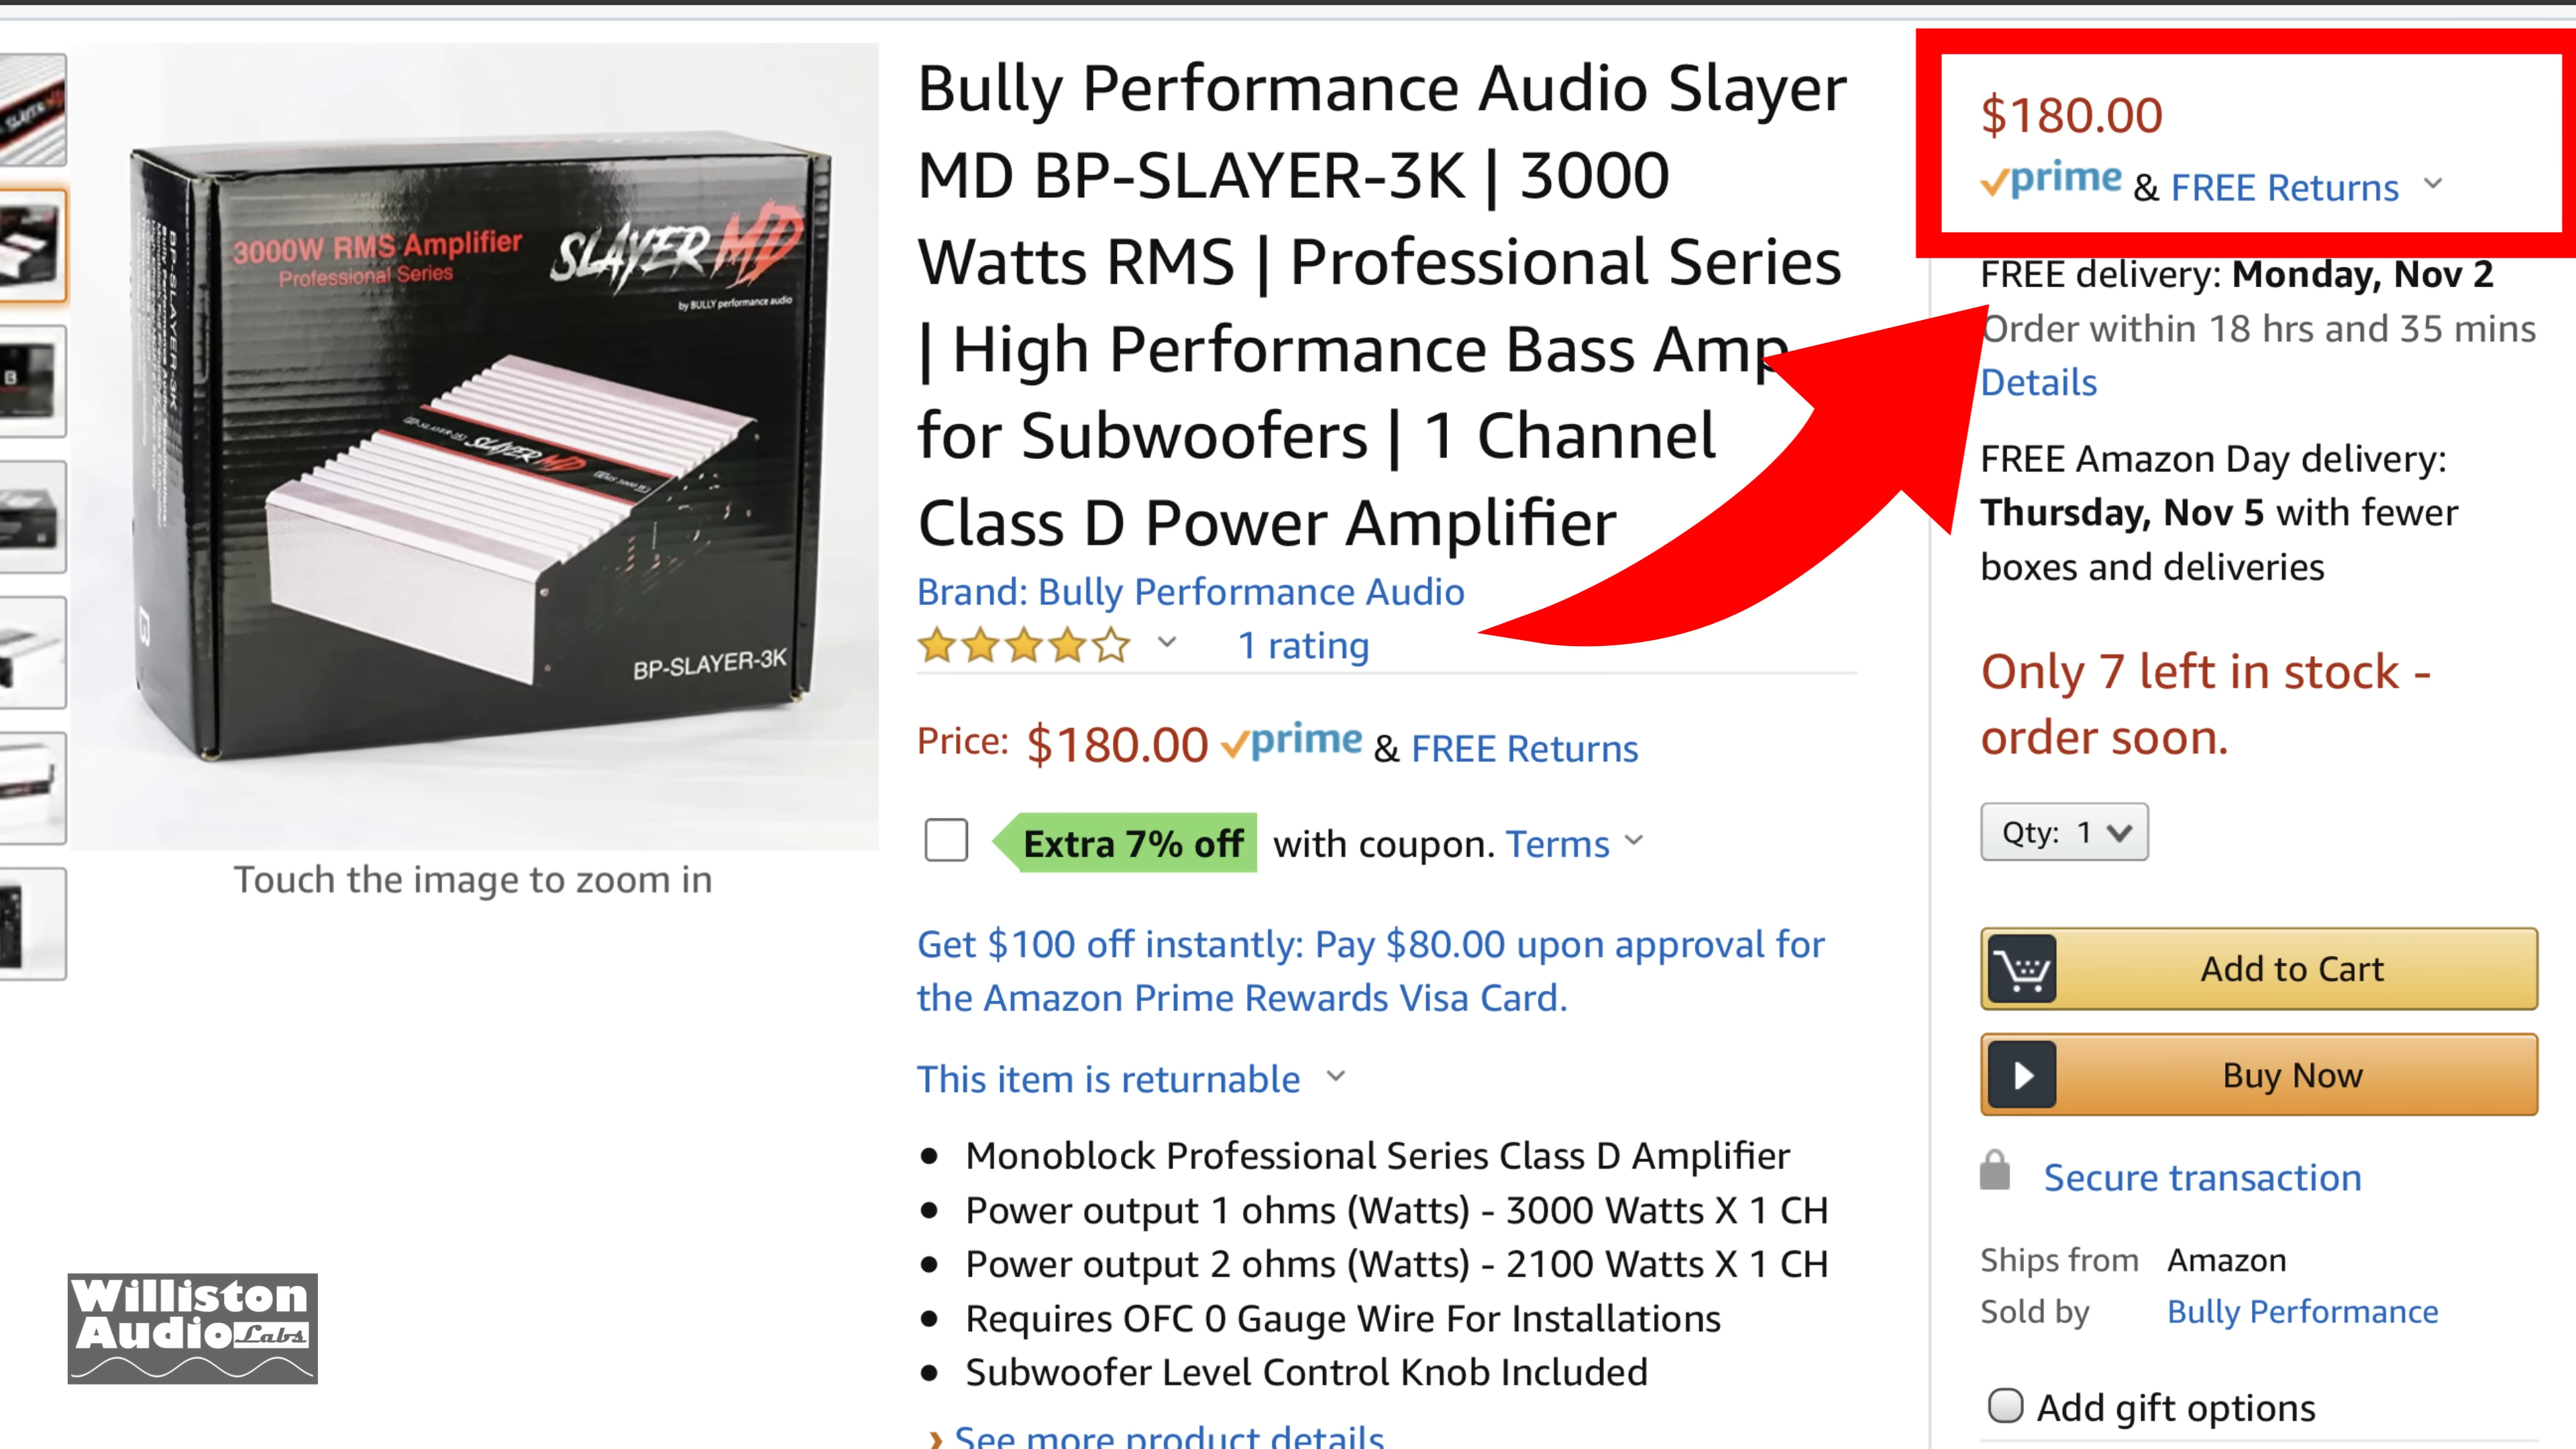 3000W RMS Amplifier
Professional Series
SLAYER MD
by BULLY performance audio
BP-SLAYER-3K
SLAYER MD
BP-SLAYER-3K
Touch the image to zoom in
Williston
Audio Labs
Bully Performance Audio Slayer
MD BP-SLAYER-3K | 3000
Watts RMS | Professional Series
| High Performance Bass Amp
for Subwoofers | 1 Channel
Class D Power Amplifier
Brand: Bully Performance Audio
1 rating
Price: $180.00 prime & FREE Returns
Extra 7% off with coupon. Terms
Get $100 off instantly: Pay $80.00 upon approval for
the Amazon Prime Rewards Visa Card.
This item is returnable
• Monoblock Professional Series Class D Amplifier
• Power output 1 ohms (Watts) - 3000 Watts X 1 CH
• Power output 2 ohms (Watts) - 2100 Watts X 1 CH
• Requires OFC 0 Gauge Wire For Installations
• Subwoofer Level Control Knob Included
› See more product details
$180.00
prime & FREE Returns
FREE delivery: Monday, Nov 2
Order within 18 hrs and 35 mins
Details
FREE Amazon Day delivery:
Thursday, Nov 5 with fewer
boxes and deliveries
Only 7 left in stock -
order soon.
Qty: 1
Add to Cart
Buy Now
Secure transaction
Ships from Amazon
Sold by Bully Performance
Add gift options